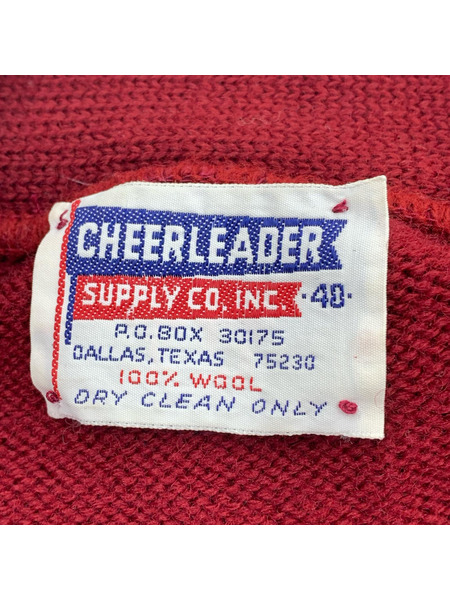 CHEERLEADER
SUPPLY CO, INC. ·40·
P.O.BOX 30175
DALLAS, TEXAS 75230
100% WOOL
DRY CLEAN ONLY